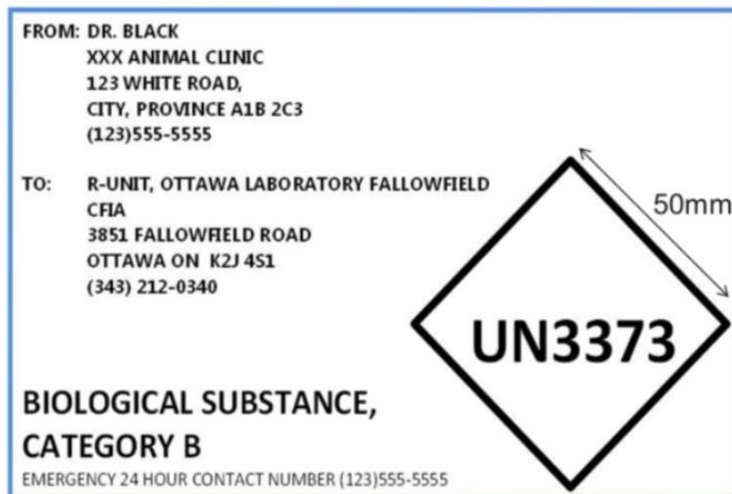 FROM: DR. BLACK
XXX ANIMAL CLINIC
123 WHITE ROAD,
CITY, PROVINCE A1B 2C3
(123)555-5555
TO: R-UNIT, OTTAWA LABORATORY FALLOWFIELD
CFIA
3851 FALLOWFIELD ROAD
OTTAWA ON K2J 4S1
(343) 212-0340
50mm
UN3373
BIOLOGICAL SUBSTANCE,
CATEGORY B
EMERGENCY 24 HOUR CONTACT NUMBER (123)555-5555